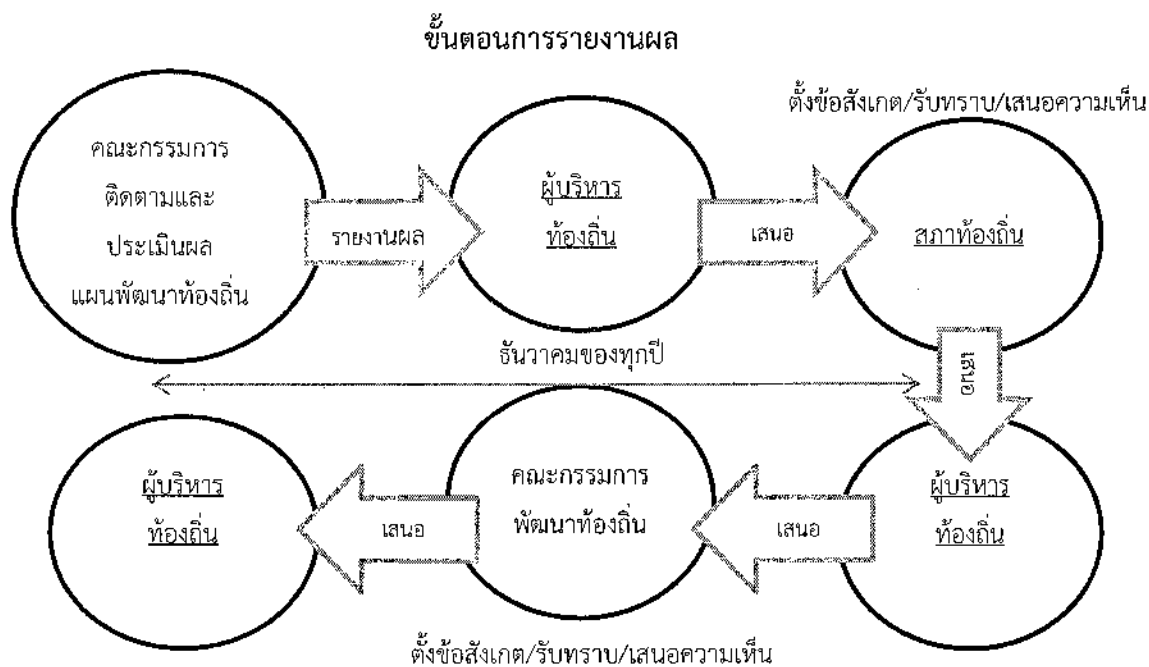 ขั้นตอนการรายงานผล
คณะกรรมการ
ติดตามและ
ประเมินผล
แผนพัฒนาท้องถิ่น
รายงานผล
ผู้บริหาร
ท้องถิ่น
เสนอ
ตั้งข้อสังเกต/รับทราบ/เสนอความเห็น
สภาท้องถิ่น
เสนอ
ธันวาคมของทุกปี
ผู้บริหาร
ท้องถิ่น
เสนอ
คณะกรรมการ
พัฒนาท้องถิ่น
ตั้งข้อสังเกต/รับทราบ/เสนอความเห็น
เสนอ
ผู้บริหาร
ท้องถิ่น